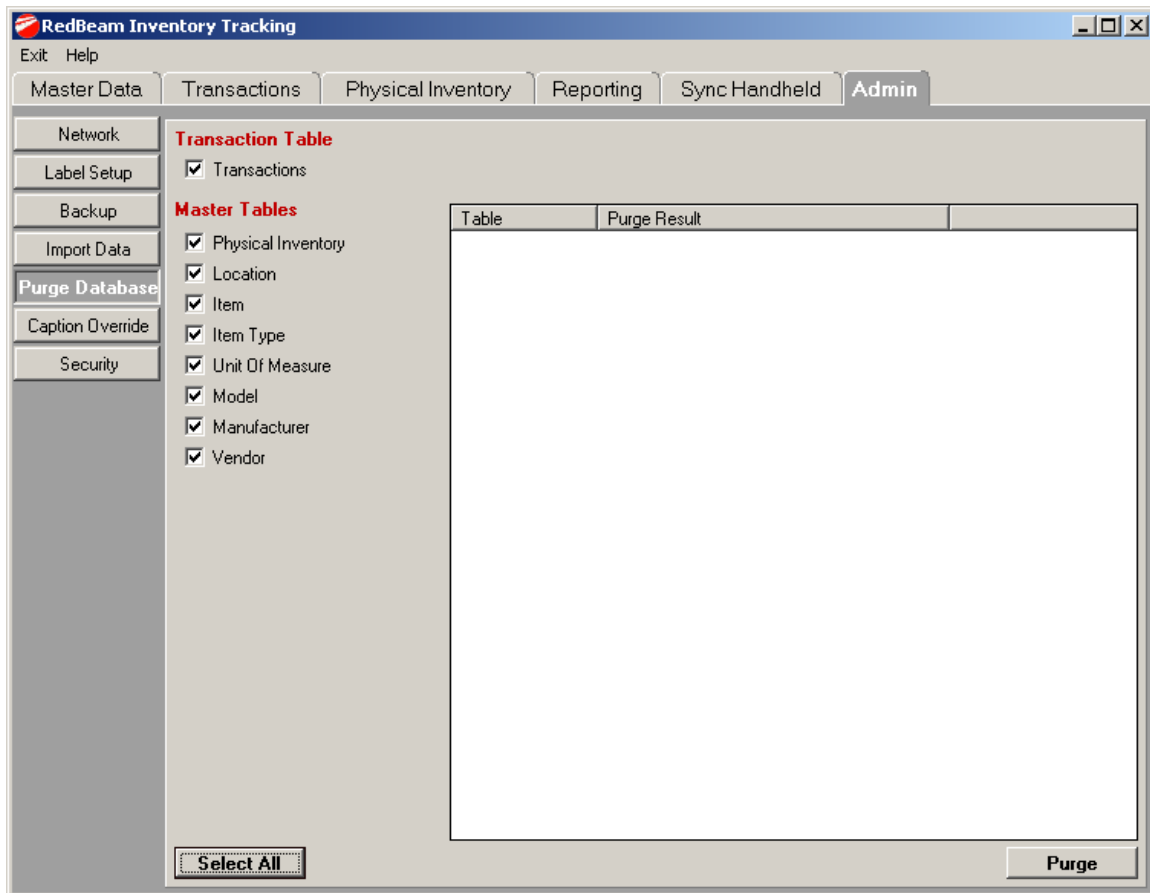 RedBeam Inventory Tracking
Exit Help
Master Data Transactions Physical Inventory Reporting Sync Handheld Admin
Network
Label Setup
Backup
Import Data
Purge Database
Caption Override
Security
Transaction Table
Transactions
Master Tables
Physical Inventory
Location
Item
Item Type
Unit Of Measure
Model
Manufacturer
Vendor
Table Purge Result
Select All
Purge